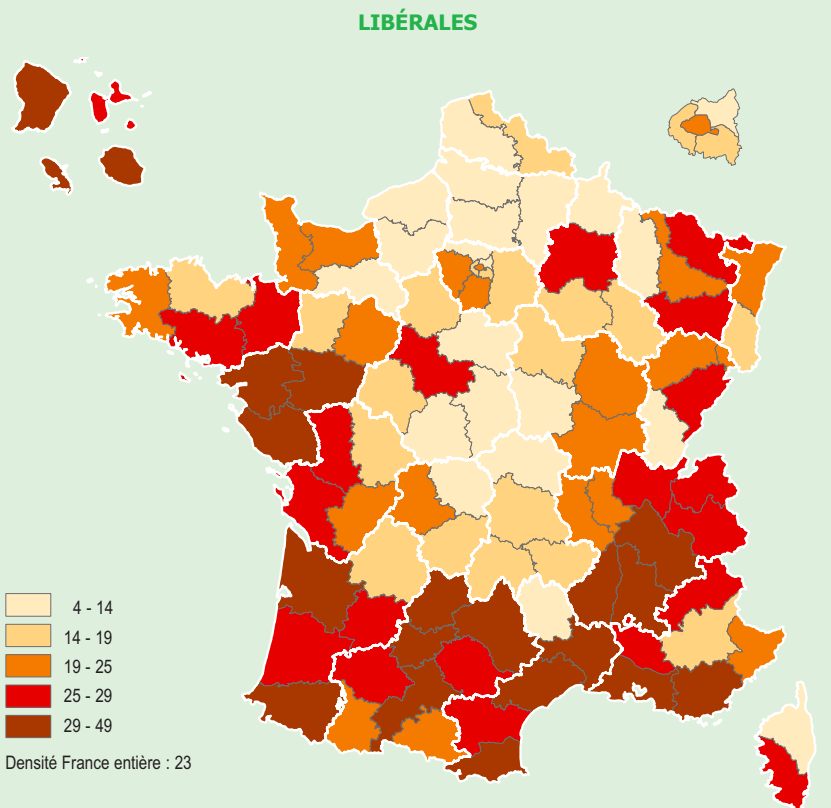 LIBÉRALES
4 - 14
14 - 19
19 - 25
25 - 29
29 - 49
Densité France entière : 23